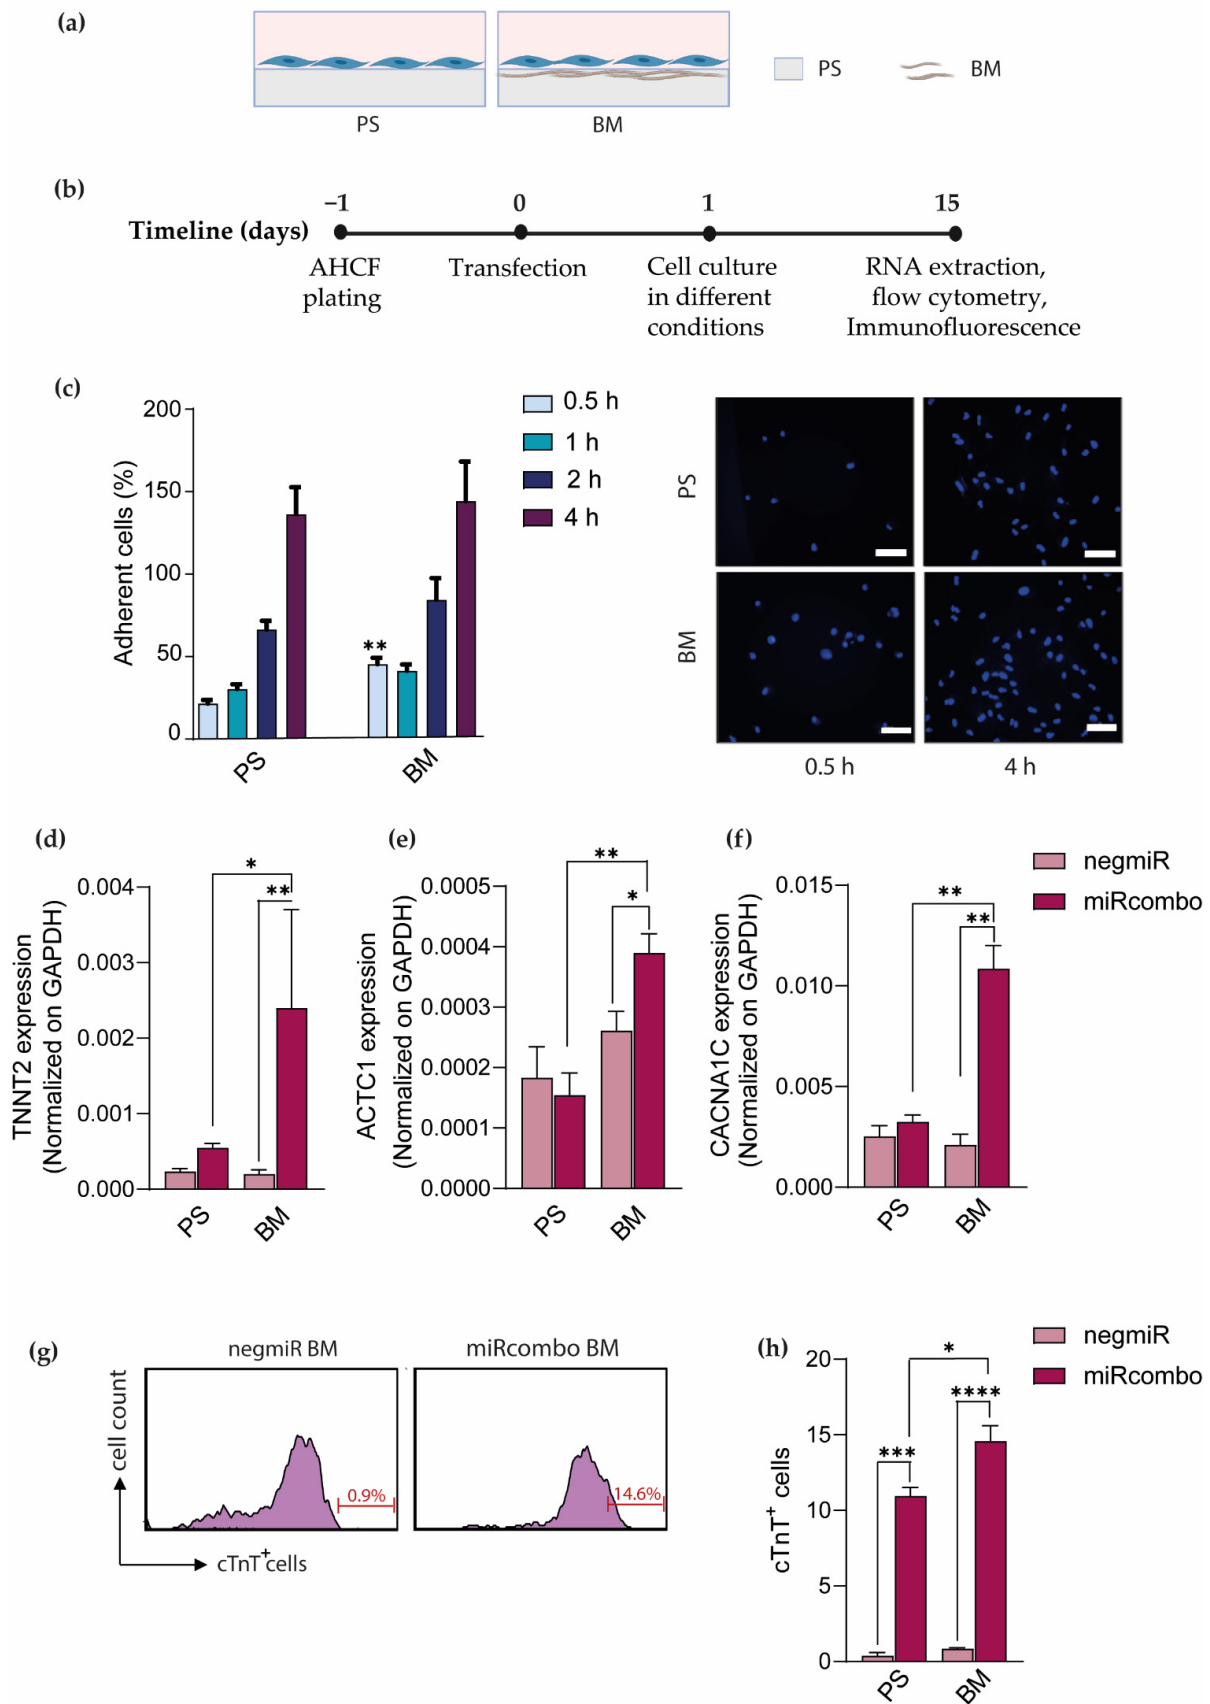 (a)
PS
BM
PS
BM
(b)
−1
0
1
15
Timeline (days)
AHCF
plating
Transfection
Cell culture
in different
conditions
RNA extraction,
flow cytometry,
Immunofluorescence
(c)
Adherent cells (%)
200
150
100
50
0
**
PS
BM
0.5 h
1 h
2 h
4 h
PS
BM
0.5 h
4 h
(d)
TNNT2 expression
(Normalized on GAPDH)
0.004
0.003
0.002
0.001
0.000
*
**
PS
BM
(e)
ACTC1 expression
(Normalized on GAPDH)
0.0005
0.0004
0.0003
0.0002
0.0001
0.0000
**
*
PS
BM
(f)
CACNA1C expression
(Normalized on GAPDH)
0.015
0.010
0.005
0.000
**
**
PS
BM
negmiR
miRcombo
(g)
negmiR BM
miRcombo BM
cell count
0.9%
14.6%
cTnT+cells
(h)
cTnT+ cells
20
15
10
5
0
*
****
***
PS
BM
negmiR
miRcombo